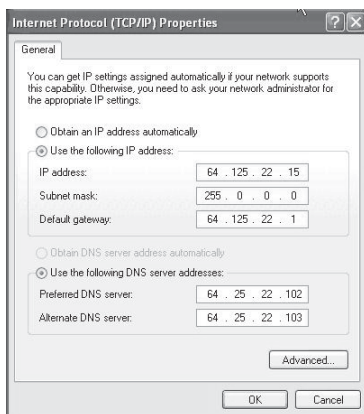 Internet Protocol (TCP/IP) Properties
General
You can get IP settings assigned automatically if your network supports
this capability. Otherwise, you need to ask your network administrator for
the appropriate IP settings.
Obtain an IP address automatically
Use the following IP address:
IP address: 64 . 125 . 22 . 15
Subnet mask: 255 . 0 . 0 . 0
Default gateway: 64 . 125 . 22 . 1
Obtain DNS server address automatically
Use the following DNS server addresses:
Preferred DNS server: 64 . 25 . 22 . 102
Alternate DNS server: 64 . 25 . 22 . 103
Advanced...
OK Cancel